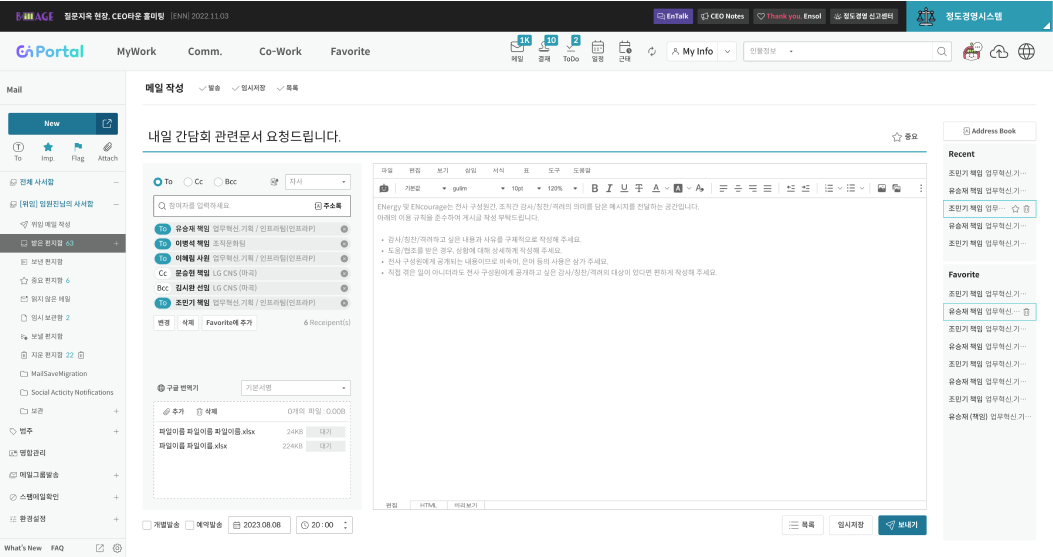 질문지옥 현장, CEO타운 홀미팅 [ENN] 2022.11.03
EnTalk
CEO Notes
Thank you, Ensol
정도경영 신고센터
정도경영시스템
EnPortal
MyWork Comm. Co-Work Favorite
1K 10 2
메일 결재 ToDo 일정 근태
My Info
인물정보
Mail
New
To Imp. Flag Attach
전체 사서함
[위임] 임원진님의 사서함
위임 메일 작성
받은 편지함 63
보낸 편지함
중요 편지함 6
읽지 않은 메일
임시 보관함 2
보낼 편지함
지운 편지함 22
MailSaveMigration
Social Acticity Notifications
보관
범주
명함관리
메일그룹발송
스팸메일확인
환경설정
What's New FAQ
메일 작성 발송 임시저장 목록
내일 간담회 관련문서 요청드립니다.
중요
To Cc Bcc
자사
참여자를 입력하세요
주소록
To 유승재 책임 업무혁신.기획 / 인프라팀(인프라P)
To 이병석 책임 조직문화팀
To 이혜림 사원 업무혁신.기획 / 인프라팀(인프라P)
Cc 문승현 책임 LG CNS (마곡)
Bcc 김시완 선임 LG CNS (마곡)
To 조민기 책임 업무혁신.기획 / 인프라팀(인프라P)
변경 삭제 Favorite에 추가 6 Receipent(s)
구글 번역기
기본서명
추가 삭제 0개의 파일 : 0.00B
파일이름 파일이름 파일이름.xlsx 24KB 대기
파일이름 파일이름.xlsx 224KB 대기
개별발송 예약발송 2023.08.08 20 : 00
파일 편집 보기 삽입 서식 표 도구 도움말
기본값 gulim 10pt 120%
ENergy 및 ENcourage는 전사 구성원간, 조직간 감사/칭찬/격려의 의미를 담은 메시지를 전달하는 공간입니다.
아래의 이용 규칙을 준수하여 게시글 작성 부탁드립니다.
• 감사/칭찬/격려하고 싶은 내용과 사유를 구체적으로 작성해 주세요.
• 도움/협조를 받은 경우, 상황에 대해 상세하게 작성해 주세요.
• 전사 구성원에게 공개되는 내용이므로 비속어, 은어 등의 사용은 삼가 주세요.
• 직접 겪은 일이 아니더라도 전사 구성원에게 공개하고 싶은 감사/칭찬/격려의 대상이 있다면 편하게 작성해 주세요.
편집 HTML 미리보기
목록 임시저장 보내기
Address Book
Recent
조민기 책임 업무혁신.기···
유승재 책임 업무혁신.기···
조민기 책임 업무···
유승재 책임 업무혁신.기···
조민기 책임 업무혁신.기···
Favorite
조민기 책임 업무혁신.기···
유승재 책임 업무혁신.···
조민기 책임 업무혁신.기···
유승재 책임 업무혁신.기···
조민기 책임 업무혁신.기···
유승재 책임 업무혁신.기···
조민기 책임 업무혁신.기···
유승재 (책임) 업무혁신.기···